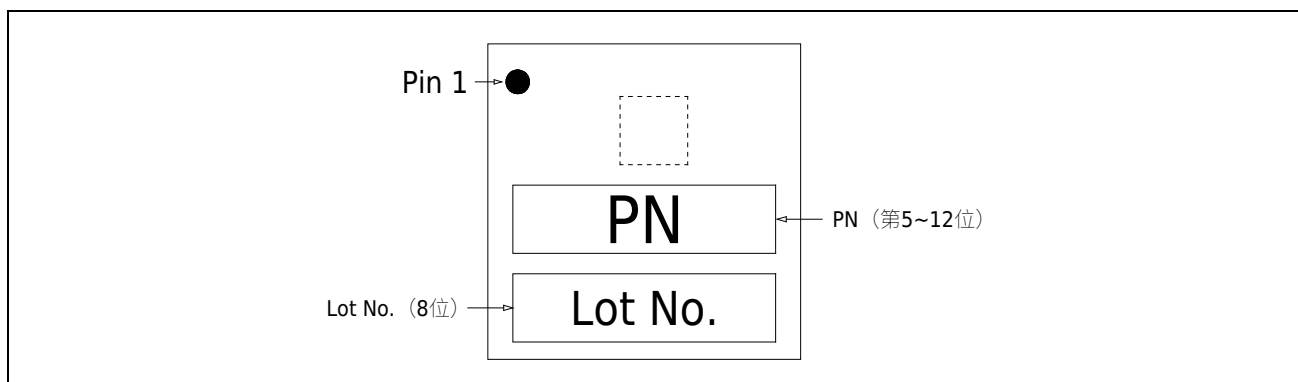 Pin 1
PN
PN（第5~12位）
Lot No.（8位）
Lot No.